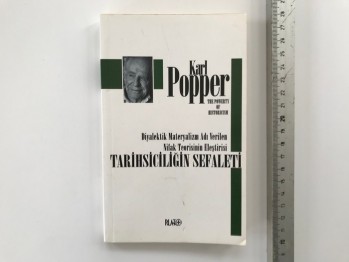 Karl
Popper
THE POVERTY
OF
HISTORICISM
Diyalektik Materyalizm Adı Verilen
Nifak Teorisinin Eleştirisi
TARİHSİCİLİĞİN SEFALETİ
PLATO